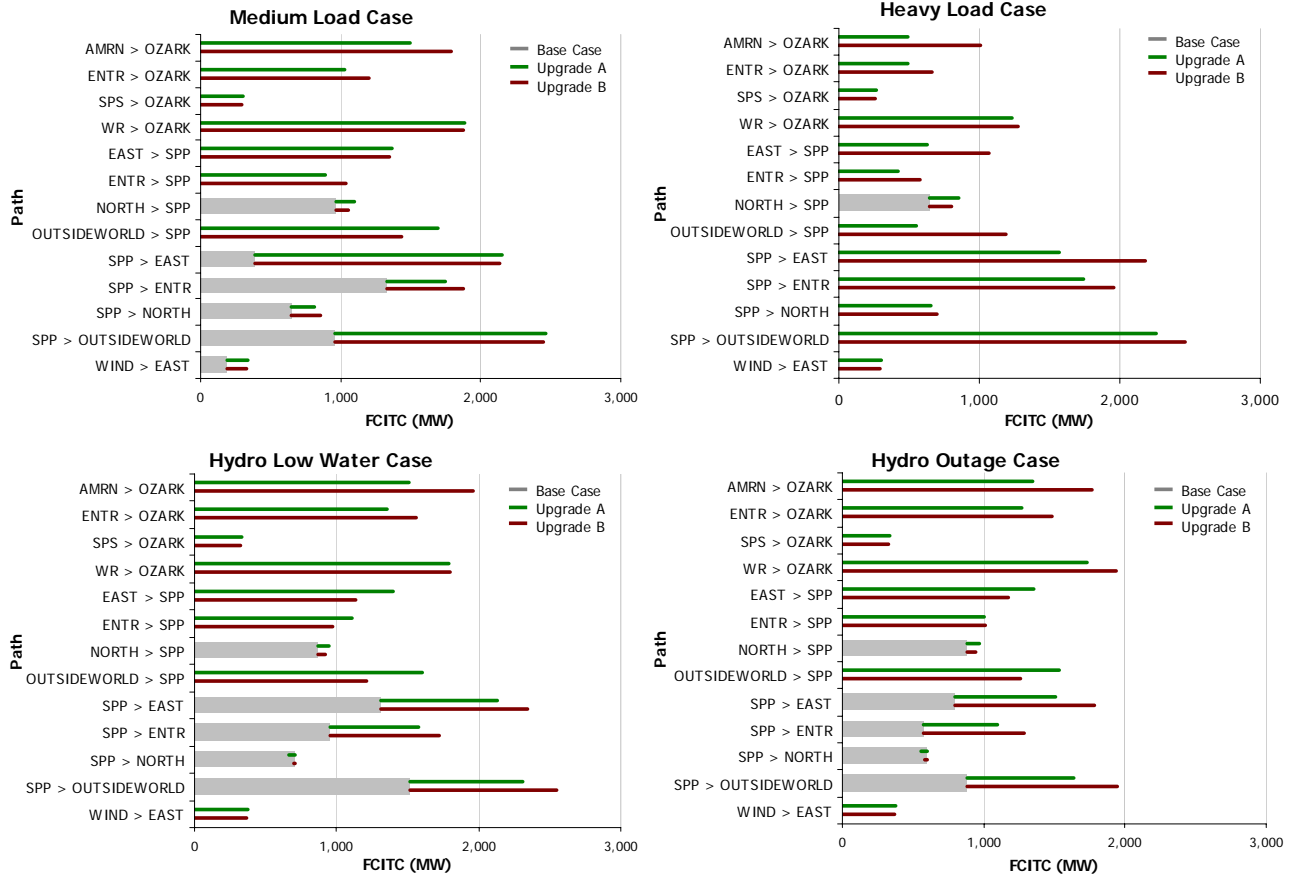 Medium Load Case
AMRN > OZARK
ENTR > OZARK
SPS > OZARK
WR > OZARK
EAST > SPP
ENTR > SPP
NORTH > SPP
OUTSIDEWORLD > SPP
SPP > EAST
SPP > ENTR
SPP > NORTH
SPP > OUTSIDEWORLD
WIND > EAST
Path
Base Case
Upgrade A
Upgrade B
0 1,000 2,000 3,000
FCITC (MW)
Heavy Load Case
AMRN > OZARK
ENTR > OZARK
SPS > OZARK
WR > OZARK
EAST > SPP
ENTR > SPP
NORTH > SPP
OUTSIDEWORLD > SPP
SPP > EAST
SPP > ENTR
SPP > NORTH
SPP > OUTSIDEWORLD
WIND > EAST
Path
Base Case
Upgrade A
Upgrade B
0 1,000 2,000 3,000
FCITC (MW)
Hydro Low Water Case
AMRN > OZARK
ENTR > OZARK
SPS > OZARK
WR > OZARK
EAST > SPP
ENTR > SPP
NORTH > SPP
OUTSIDEWORLD > SPP
SPP > EAST
SPP > ENTR
SPP > NORTH
SPP > OUTSIDEWORLD
WIND > EAST
Path
Base Case
Upgrade A
Upgrade B
0 1,000 2,000 3,000
FCITC (MW)
Hydro Outage Case
AMRN > OZARK
ENTR > OZARK
SPS > OZARK
WR > OZARK
EAST > SPP
ENTR > SPP
NORTH > SPP
OUTSIDEWORLD > SPP
SPP > EAST
SPP > ENTR
SPP > NORTH
SPP > OUTSIDEWORLD
WIND > EAST
Path
Base Case
Upgrade A
Upgrade B
0 1,000 2,000 3,000
FCITC (MW)